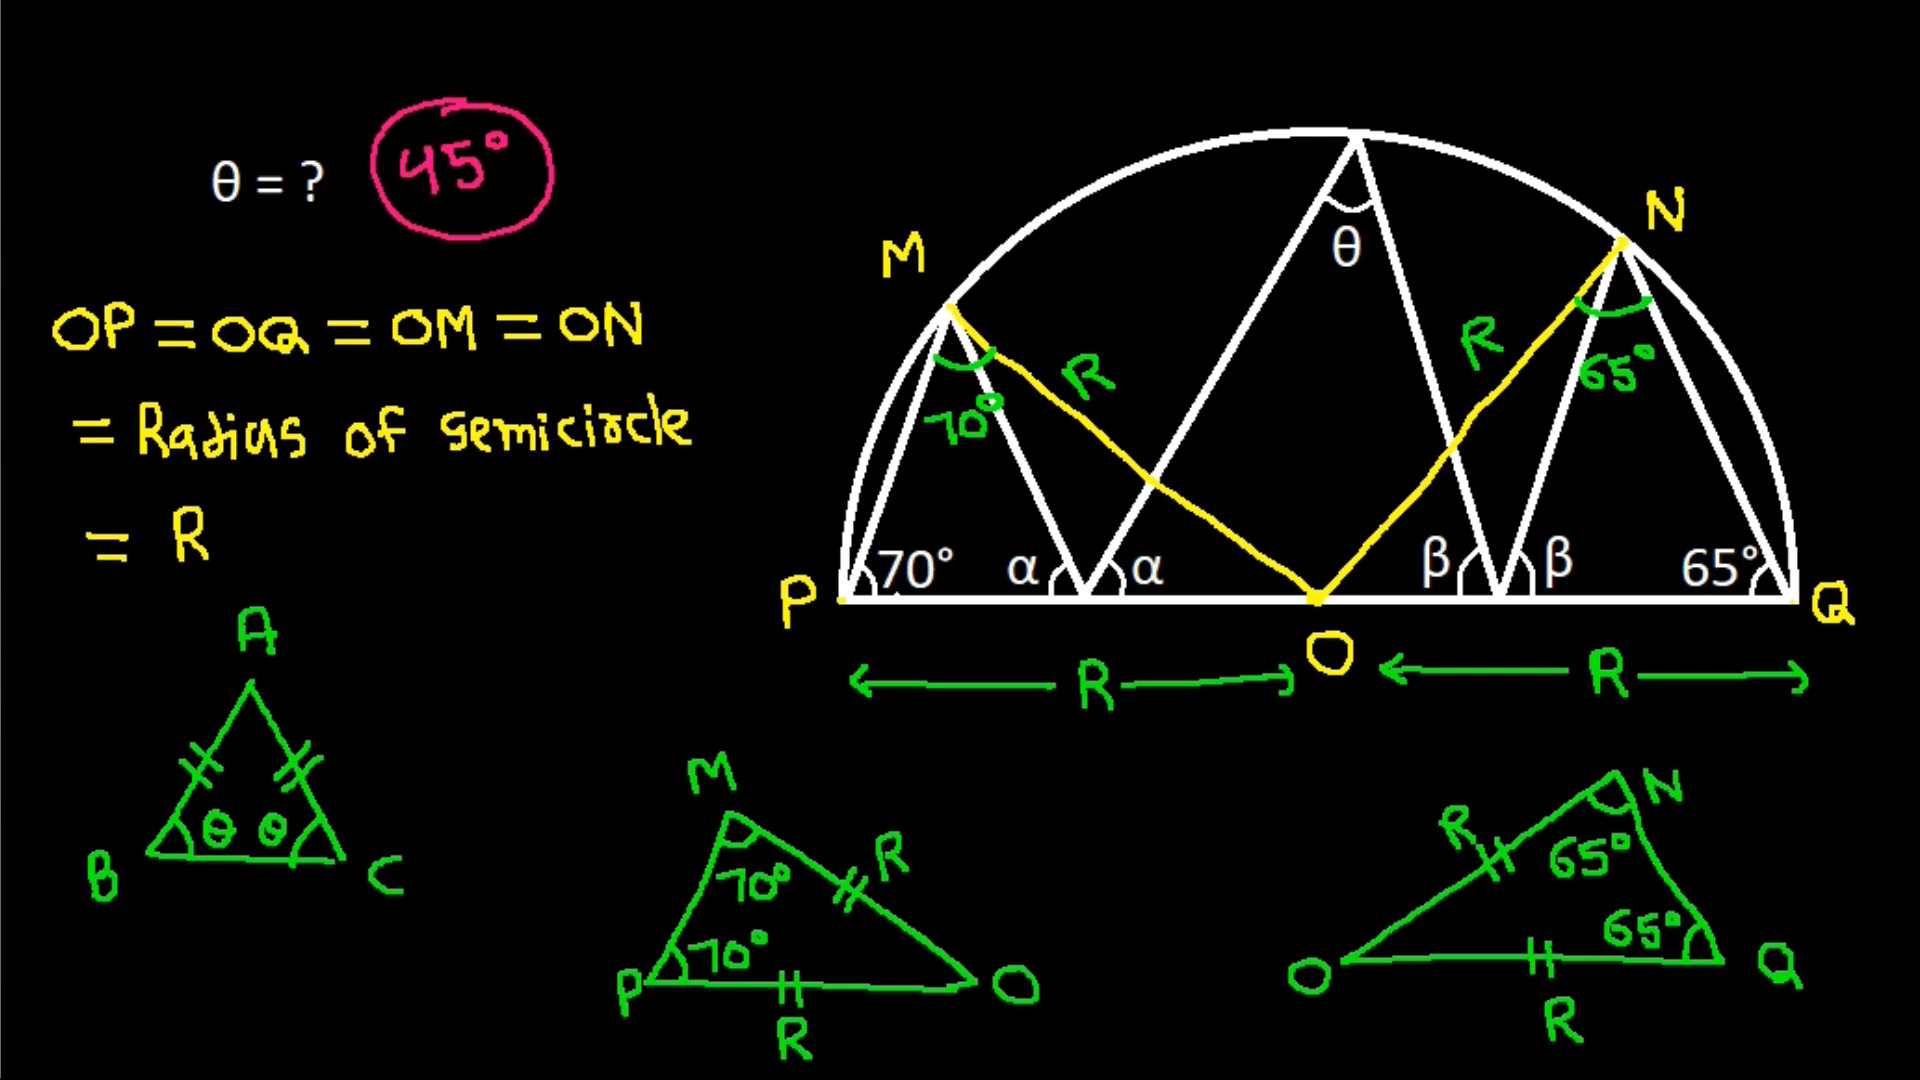 θ = ?
45°
OP = OQ = OM = ON
= Radius of semicircle
= R
M
N
θ
R
R
70°
65°
70°
α
α
β
β
65°
P
O
Q
R
R
A
θ
θ
B
C
M
R
70°
70°
P
O
R
N
R
65°
65°
O
Q
R